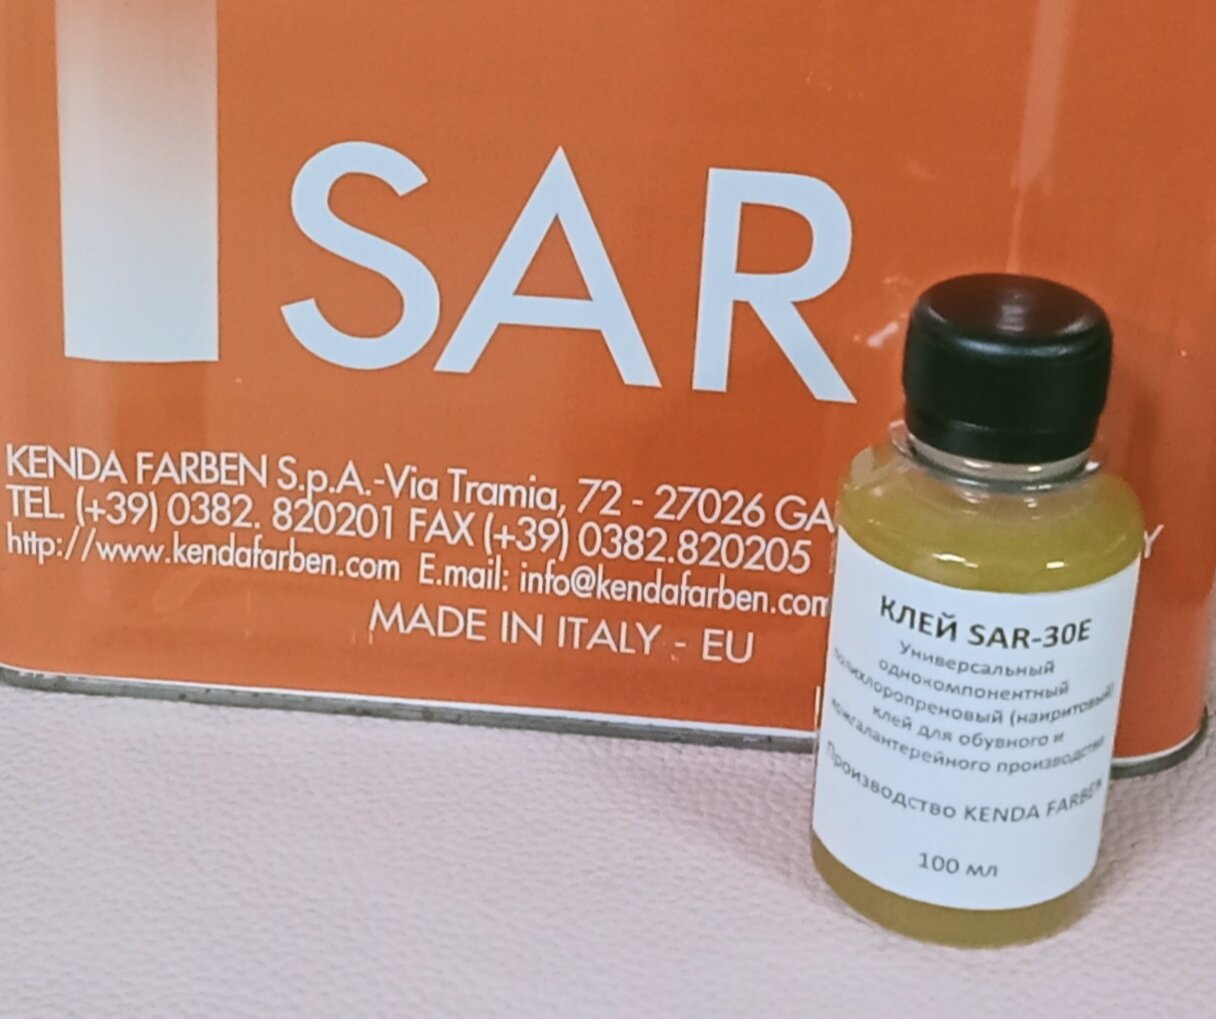 SAR
KENDA FARBEN S.p.A.-Via Tramia, 72 - 27026 GA
TEL. (+39) 0382. 820201 FAX (+39) 0382.820205
http://www.kendafarben.com E.mail: info@kendafarben.com
MADE IN ITALY - EU
КЛЕЙ SAR-30E
Универсальный
однокомпонентный
полихлоропреновый (наиритовый)
клей для обувного и
кожгалантерейного производства
Производство KENDA FARBEN
100 мл